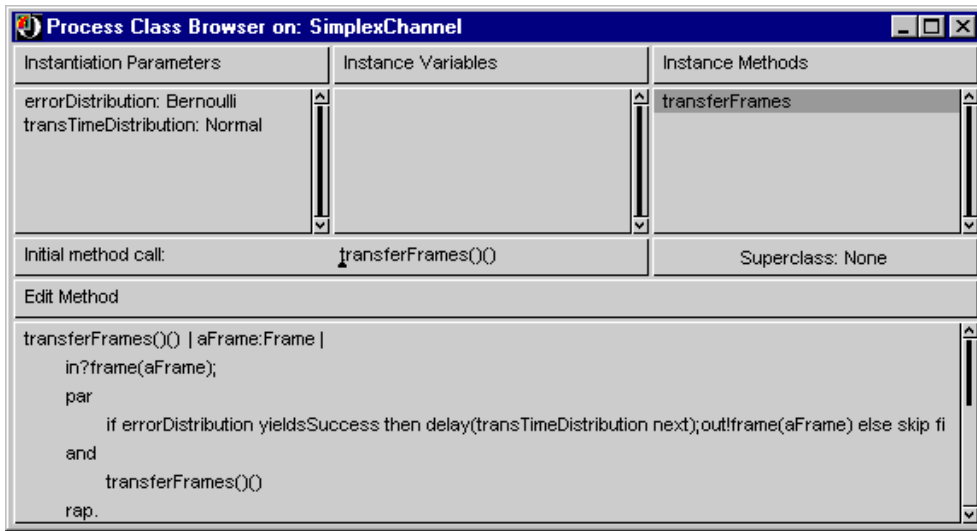 Process Class Browser on: SimplexChannel
Instantiation Parameters
Instance Variables
Instance Methods
errorDistribution: Bernoulli
transTimeDistribution: Normal
transferFrames
Initial method call:
transferFrames()()
Superclass: None
Edit Method
transferFrames()() | aFrame:Frame |
in?frame(aFrame);
par
if errorDistribution yieldsSuccess then delay(transTimeDistribution next);out!frame(aFrame) else skip fi
and
transferFrames()()
rap.